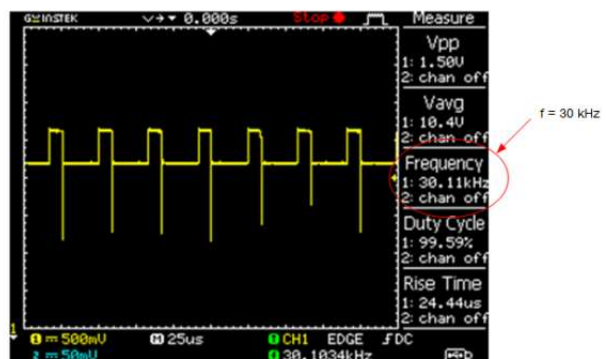 GWINSTEK 0.000s Stop Measure
Vpp
1: 1.50V
2: chan off
Vavg
1: 10.4V
2: chan off
f = 30 kHz
Frequency
1: 30.11kHz
2: chan off
Duty Cycle
1: 99.59%
2: chan off
Rise Time
1: 24.44us
2: chan off
1
1 500mV M 25us CH1 EDGE DC
2 50mV 30.1034kHz